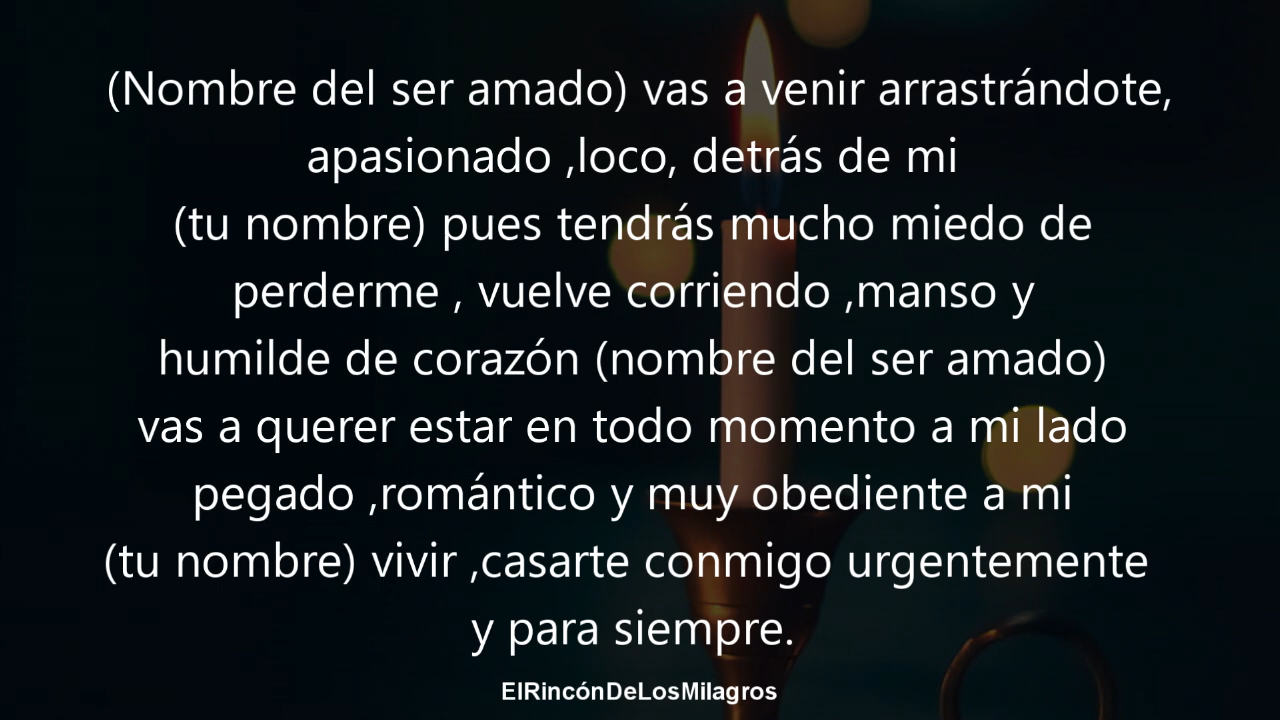 (Nombre del ser amado) vas a venir arrastrándote,
apasionado ,loco, detrás de mi
(tu nombre) pues tendrás mucho miedo de
perderme , vuelve corriendo ,manso y
humilde de corazón (nombre del ser amado)
vas a querer estar en todo momento a mi lado
pegado ,romántico y muy obediente a mi
(tu nombre) vivir ,casarte conmigo urgentemente
y para siempre.
ElRincónDeLosMilagros